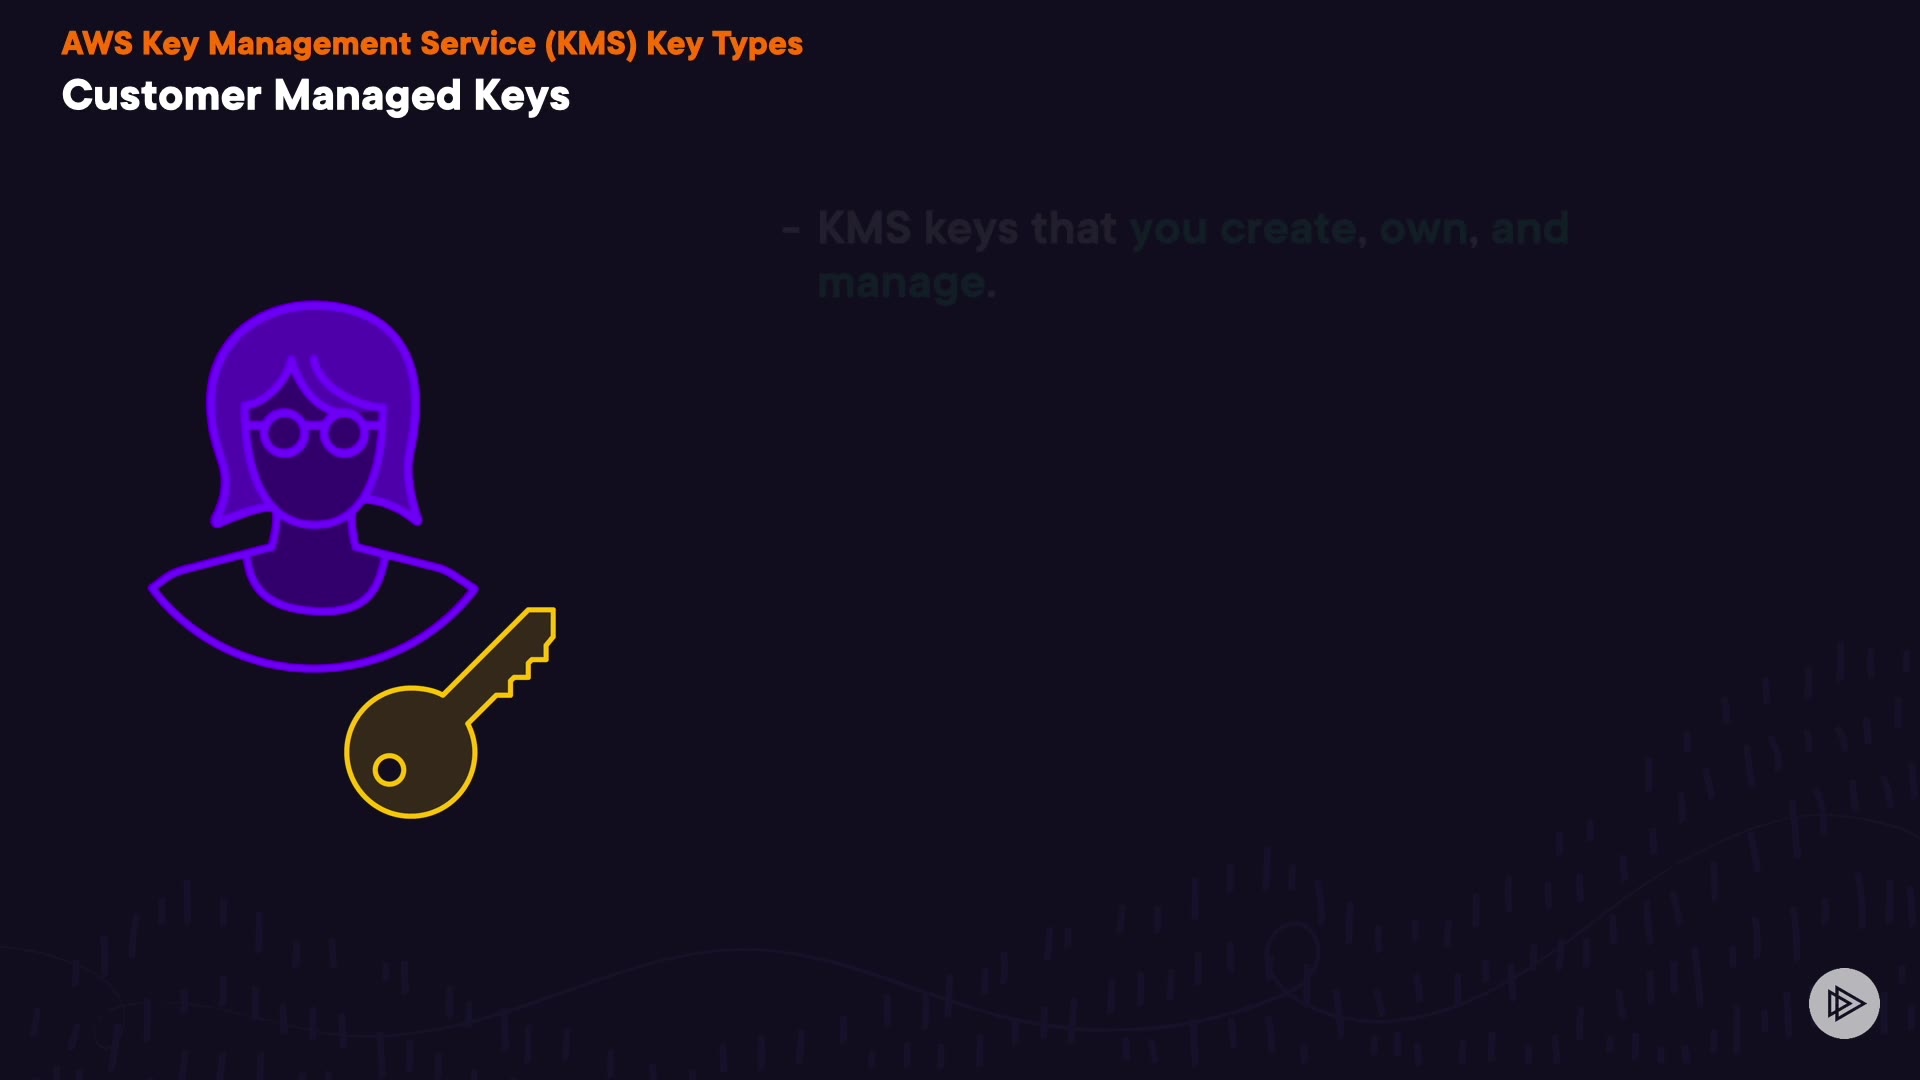 AWS Key Management Service (KMS) Key Types
Customer Managed Keys
- KMS keys that you create, own, and
manage.